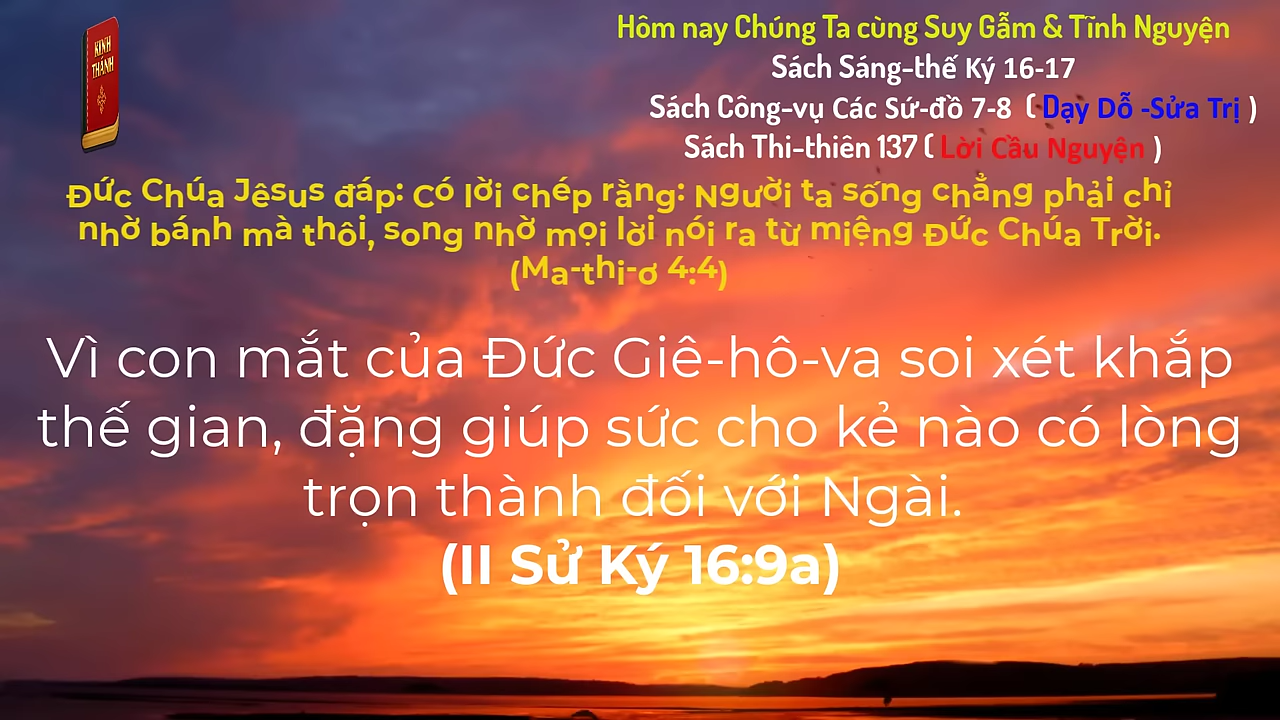 KINH
THÁNH
Hôm nay Chúng Ta cùng Suy Gẫm & Tĩnh Nguyện
Sách Sáng-thế Ký 16-17
Sách Công-vụ Các Sứ-đồ 7-8 ( Dạy Dỗ -Sửa Trị )
Sách Thi-thiên 137 ( Lời Cầu Nguyện )
Đức Chúa Jêsus đáp: Có lời chép rằng: Người ta sống chẳng phải chỉ
nhờ bánh mà thôi, song nhờ mọi lời nói ra từ miệng Đức Chúa Trời.
(Ma-thi-ơ 4:4)
Vì con mắt của Đức Giê-hô-va soi xét khắp
thế gian, đặng giúp sức cho kẻ nào có lòng
trọn thành đối với Ngài.
(II Sử Ký 16:9a)